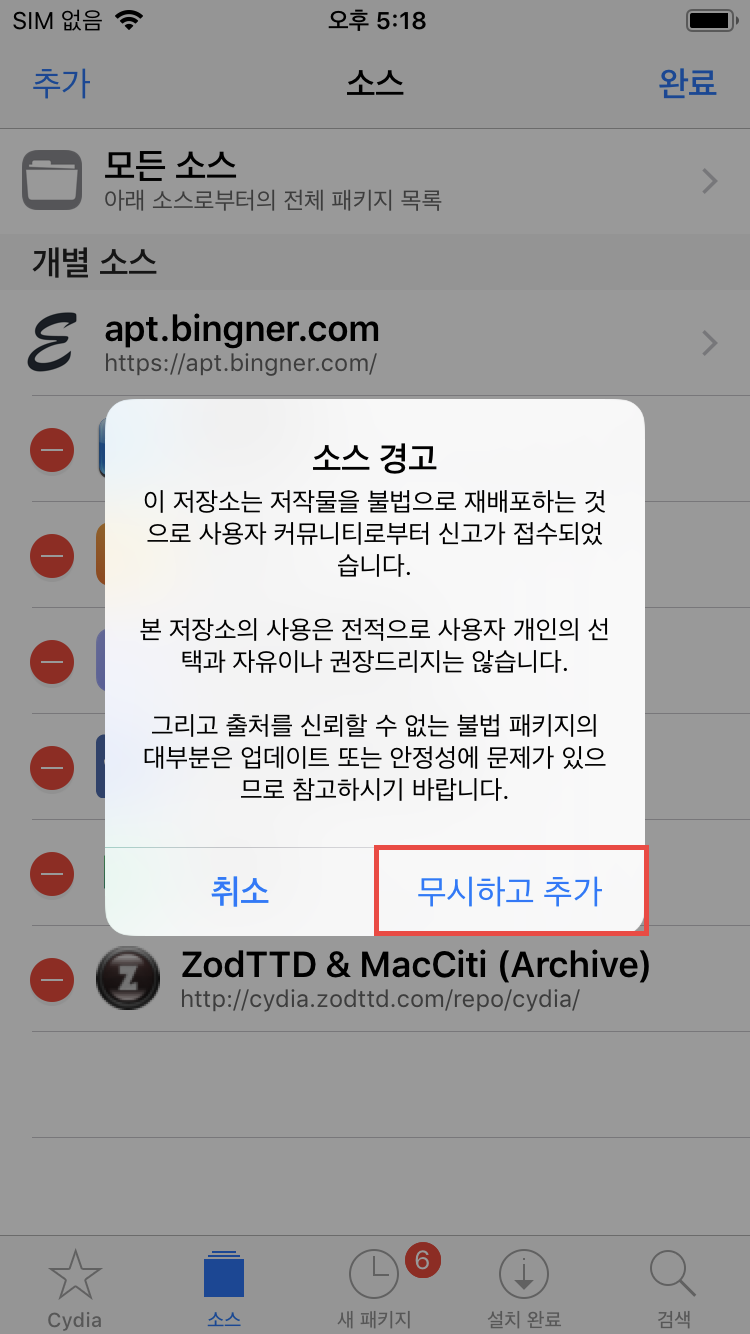 SIM 없음
오후 5:18
추가
소스
완료
모든 소스
아래 소스로부터의 전체 패키지 목록
개별 소스
apt.bingner.com
https://apt.bingner.com/
소스 경고
이 저장소는 저작물을 불법으로 재배포하는 것
으로 사용자 커뮤니티로부터 신고가 접수되었
습니다.
본 저장소의 사용은 전적으로 사용자 개인의 선
택과 자유이나 권장드리지는 않습니다.
그리고 출처를 신뢰할 수 없는 불법 패키지의
대부분은 업데이트 또는 안정성에 문제가 있으
므로 참고하시기 바랍니다.
취소
무시하고 추가
Z
ZodTTD & MacCiti (Archive)
http://cydia.zodttd.com/repo/cydia/
6
Cydia
소스
새 패키지
설치 완료
검색